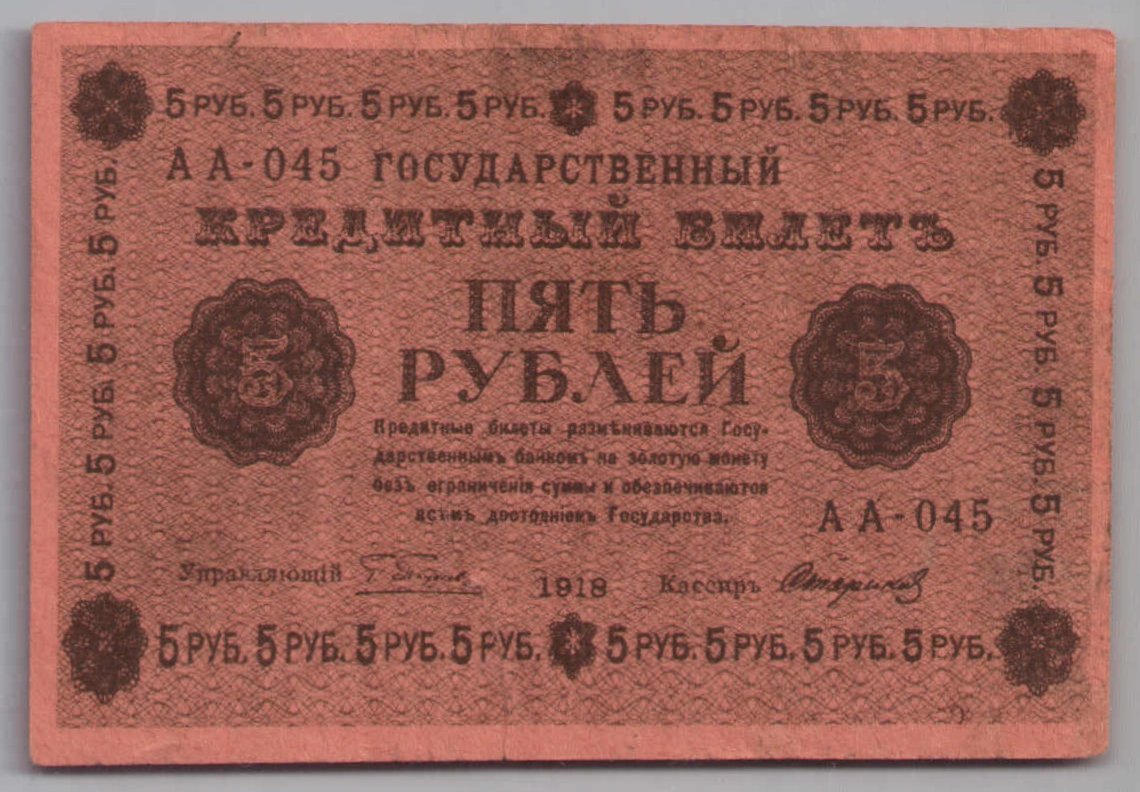 5 РУБ. 5 РУБ. 5 РУБ. 5 РУБ. 5 РУБ. 5 РУБ. 5 РУБ. 5 РУБ.
АА-045 ГОСУДАРСТВЕННЫЙ
КРЕДИТНЫЙ БИЛЕТЪ
5 РУБ. 5 РУБ. 5 РУБ. 5 РУБ.
5 РУБ. 5 РУБ. 5 РУБ. 5 РУБ.
ПЯТЬ
РУБЛЕЙ
5
5
Кредитные билеты размѣниваются Госу-
дарственнымъ банкомъ на золотую монету
безъ ограниченія суммы и обезпечиваются
всѣмъ достояніемъ Государства.
АА-045
Управляющій 1918 Кассиръ Стариков
5 РУБ. 5 РУБ. 5 РУБ. 5 РУБ. 5 РУБ. 5 РУБ. 5 РУБ. 5 РУБ.